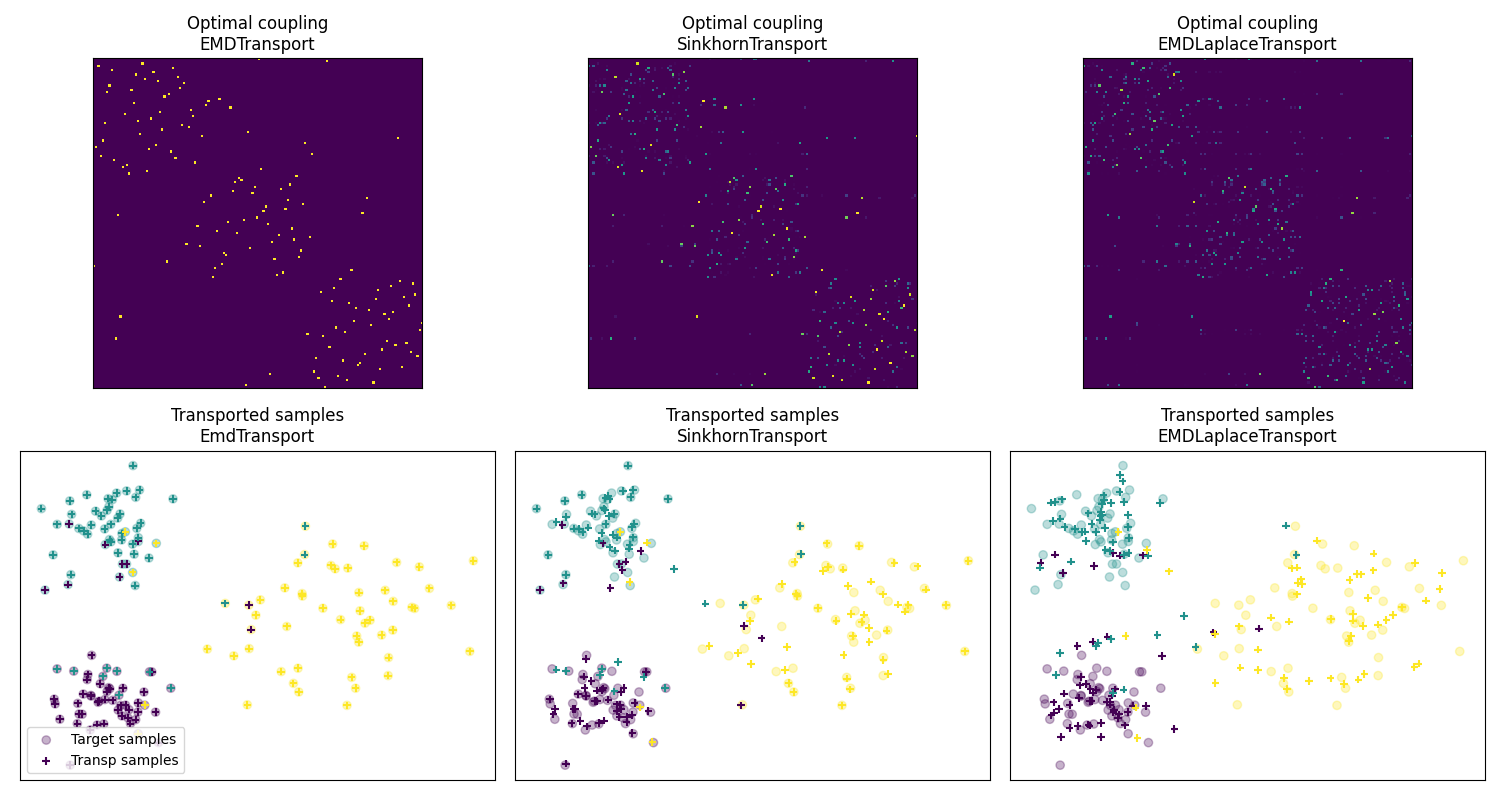 Optimal coupling
EMDTransport
Optimal coupling
SinkhornTransport
Optimal coupling
EMDLaplaceTransport
Transported samples
EmdTransport
Transported samples
SinkhornTransport
Transported samples
EMDLaplaceTransport
Target samples
Transp samples